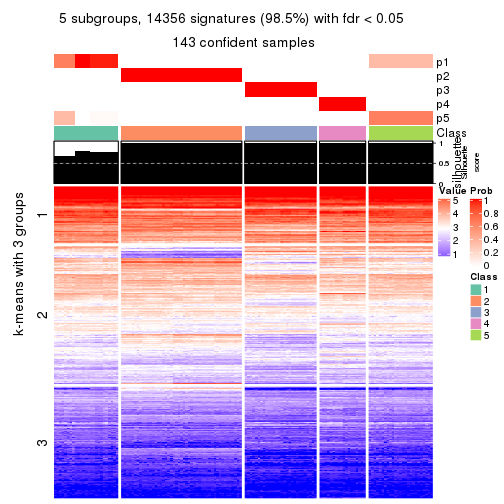 5 subgroups, 14356 signatures (98.5%) with fdr < 0.05
143 confident samples
p1
p2
p3
p4
p5
Class
1
0.5
0
silhouette
Silhouette
score
k-means with 3 groups
1
2
3
Value
5
4
3
2
1
Prob
1
0.8
0.6
0.4
0.2
0
Class
1
2
3
4
5